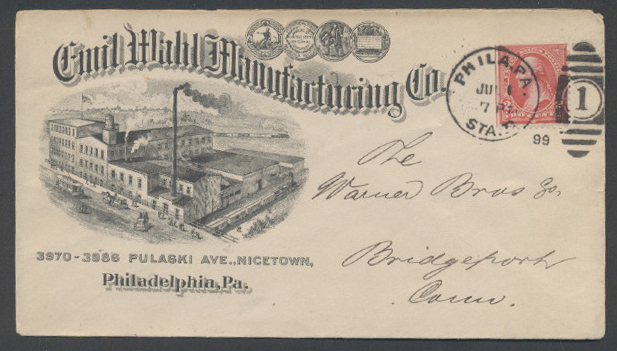 Emil Wahl Manufacturing Co.
3970-3986 PULASKI AVE., NICETOWN,
Philadelphia, Pa.
PHILA. PA.
7 P
STA.
99
1
The
Warner Bros Co.
Bridgeport
Conn.